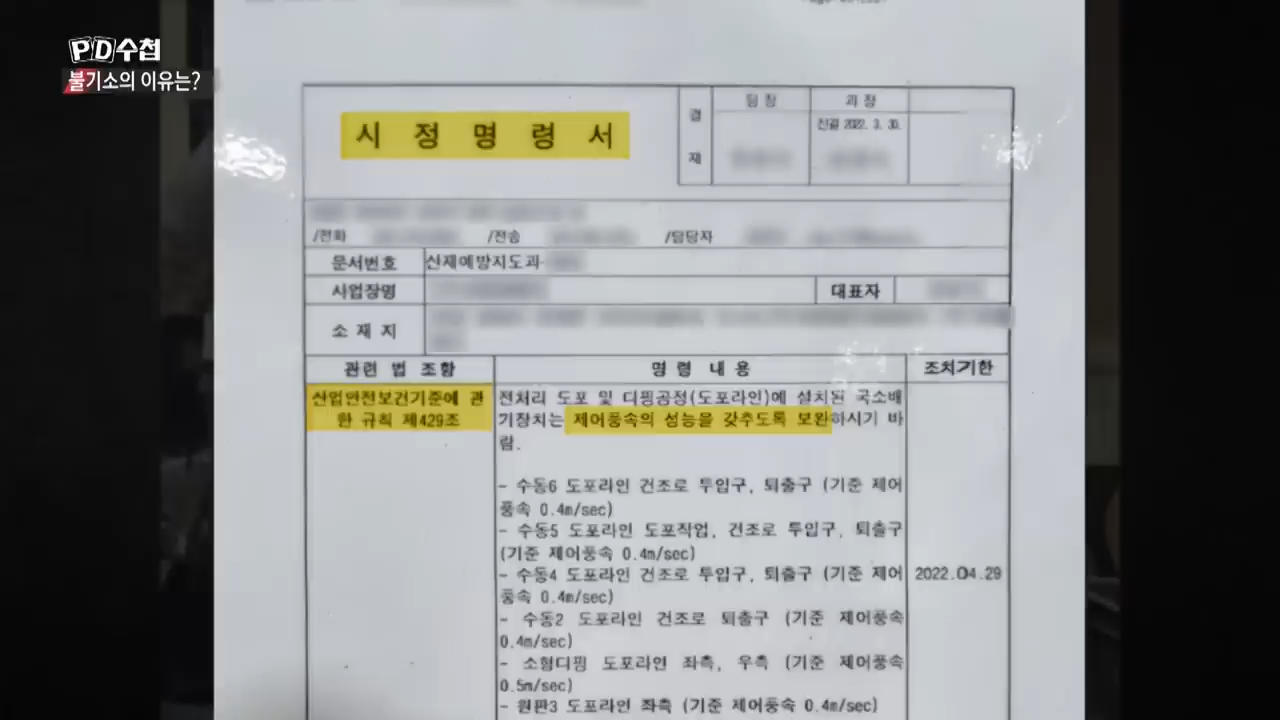 PD수첩
불기소의 이유는?
시 정 명 령 서
결 재
팀 장
과 장
전결 2022. 3. 30.
/전화 /전송 /담당자
문서번호 산재예방지도과-
사업장명 대표자
소 재 지
관련 법 조항 명 령 내 용 조치기한
산업안전보건기준에 관
한 규칙 제429조
전처리 도포 및 디핑공정(도포라인)에 설치된 국소배
기장치는 제어풍속의 성능을 갖추도록 보완하시기 바
람.
- 수동6 도포라인 건조로 투입구, 퇴출구 (기준 제어
풍속 0.4m/sec)
- 수동5 도포라인 도포작업, 건조로 투입구, 퇴출구
(기준 제어풍속 0.4m/sec)
- 수동4 도포라인 건조로 투입구, 퇴출구 (기준 제어
풍속 0.4m/sec)
2022.04.29
- 수동2 도포라인 건조로 퇴출구 (기준 제어풍속
0.4m/sec)
- 소형디핑 도포라인 좌측, 우측 (기준 제어풍속
0.5m/sec)
- 원판3 도포라인 좌측 (기준 제어풍속 0.4m/sec)